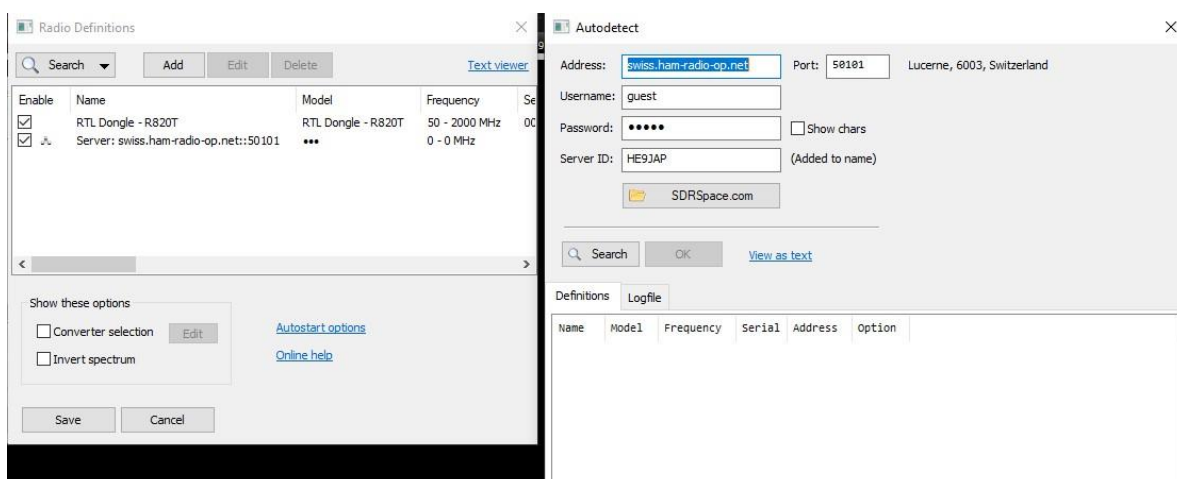 Radio Definitions
Search Add Edit Delete Text viewer
Enable Name Model Frequency Se
RTL Dongle - R820T RTL Dongle - R820T 50 - 2000 MHz 00
Server: swiss.ham-radio-op.net::50101 ••• 0 - 0 MHz
Show these options
Converter selection Edit Autostart options
Invert spectrum Online help
Save Cancel
9
Autodetect
Address: swiss.ham-radio-op.net Port: 50101 Lucerne, 6003, Switzerland
Username: guest
Password: ••••• Show chars
Server ID: HE9JAP (Added to name)
SDRSpace.com
Search OK View as text
Definitions Logfile
Name Model Frequency Serial Address Option